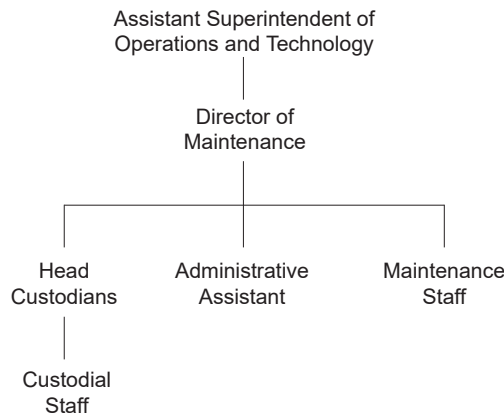 Assistant Superintendent of
Operations and Technology
Director of
Maintenance
Head
Custodians
Administrative
Assistant
Maintenance
Staff
Custodial
Staff